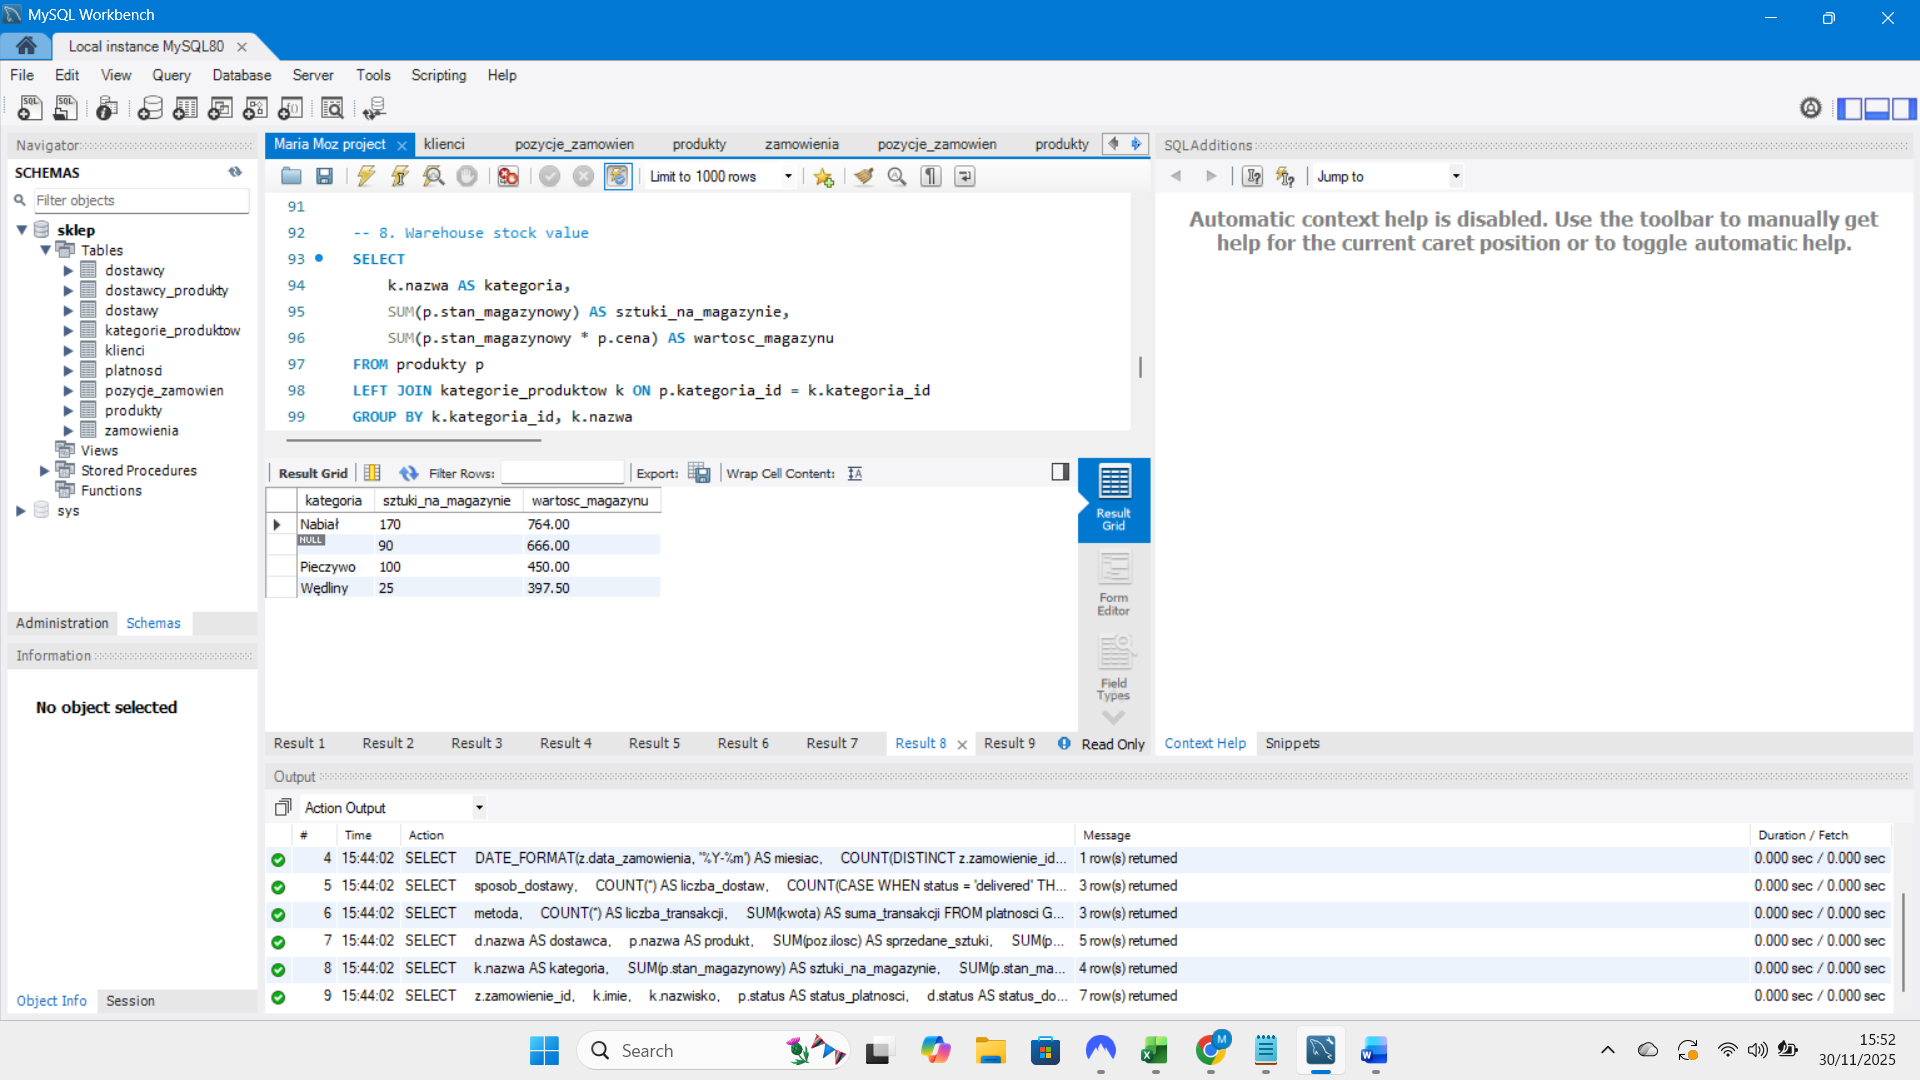 MySQL Workbench
Local instance MySQL80
File Edit View Query Database Server Tools Scripting Help
Navigator
SCHEMAS
Filter objects
sklep
Tables
dostawcy
dostawcy_produkty
dostawy
kategorie_produktow
klienci
platnosci
pozycje_zamowien
produkty
zamowienia
Views
Stored Procedures
Functions
sys
Administration Schemas
Information
No object selected
Object Info Session
Maria Moz project klienci pozycje_zamowien produkty zamowienia pozycje_zamowien produkty
Limit to 1000 rows
91
92 -- 8. Warehouse stock value
93 SELECT
94 k.nazwa AS kategoria,
95 SUM(p.stan_magazynowy) AS sztuki_na_magazynie,
96 SUM(p.stan_magazynowy * p.cena) AS wartosc_magazynu
97 FROM produkty p
98 LEFT JOIN kategorie_produktow k ON p.kategoria_id = k.kategoria_id
99 GROUP BY k.kategoria_id, k.nazwa
Result Grid Filter Rows: Export: Wrap Cell Content:
kategoria sztuki_na_magazynie wartosc_magazynu
Nabiał 170 764.00
NULL 90 666.00
Pieczywo 100 450.00
Wędliny 25 397.50
Result Grid
Form Editor
Field Types
Result 1 Result 2 Result 3 Result 4 Result 5 Result 6 Result 7 Result 8 Result 9 Read Only
SQLAdditions
Jump to
Automatic context help is disabled. Use the toolbar to manually get
help for the current caret position or to toggle automatic help.
Context Help Snippets
Output
Action Output
# Time Action Message Duration / Fetch
4 15:44:02 SELECT DATE_FORMAT(z.data_zamowienia, '%Y-%m') AS miesiac, COUNT(DISTINCT z.zamowienie_id... 1 row(s) returned 0.000 sec / 0.000 sec
5 15:44:02 SELECT sposob_dostawy, COUNT(*) AS liczba_dostaw, COUNT(CASE WHEN status = 'delivered' TH... 3 row(s) returned 0.000 sec / 0.000 sec
6 15:44:02 SELECT metoda, COUNT(*) AS liczba_transakcji, SUM(kwota) AS suma_transakcji FROM platnosci G... 3 row(s) returned 0.000 sec / 0.000 sec
7 15:44:02 SELECT d.nazwa AS dostawca, p.nazwa AS produkt, SUM(poz.ilosc) AS sprzedane_sztuki, SUM(p... 5 row(s) returned 0.000 sec / 0.000 sec
8 15:44:02 SELECT k.nazwa AS kategoria, SUM(p.stan_magazynowy) AS sztuki_na_magazynie, SUM(p.stan_ma... 4 row(s) returned 0.000 sec / 0.000 sec
9 15:44:02 SELECT z.zamowienie_id, k.imie, k.nazwisko, p.status AS status_platnosci, d.status AS status_do... 7 row(s) returned 0.000 sec / 0.000 sec
Search
15:52
30/11/2025